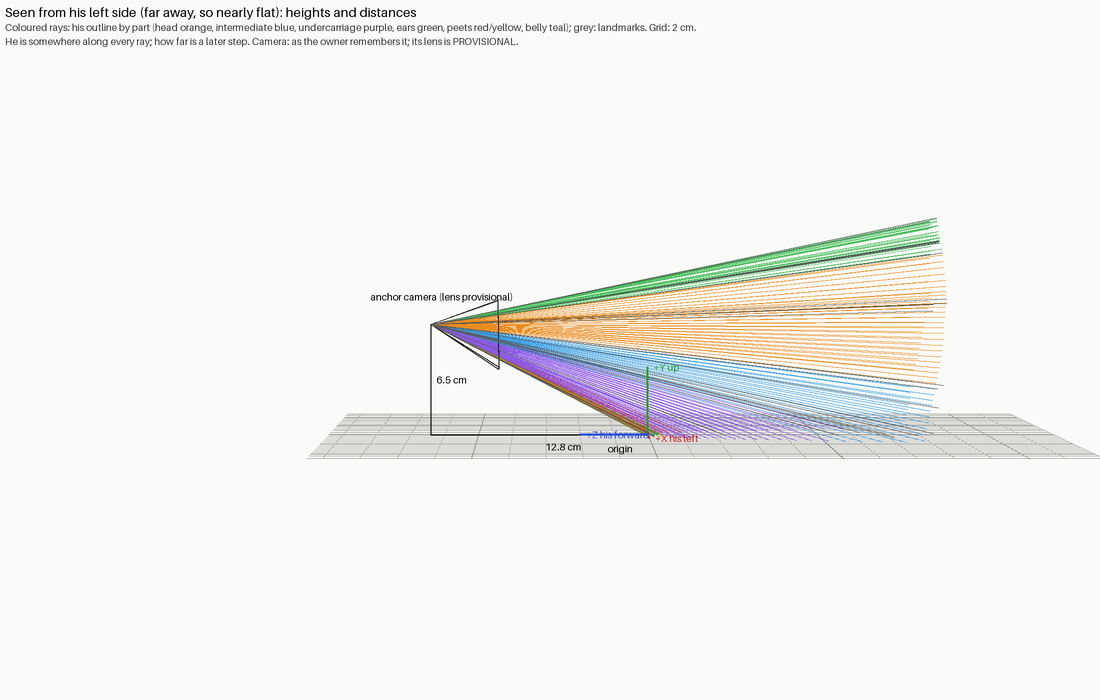 Seen from his left side (far away, so nearly flat): heights and distances
Coloured rays: his outline by part (head orange, intermediate blue, undercarriage purple, ears green, peets red/yellow, belly teal); grey: landmarks. Grid: 2 cm.
He is somewhere along every ray; how far is a later step. Camera: as the owner remembers it; its lens is PROVISIONAL.
anchor camera (lens provisional)
+Y up
6.5 cm
+Z his forward
+X his left
12.8 cm
origin